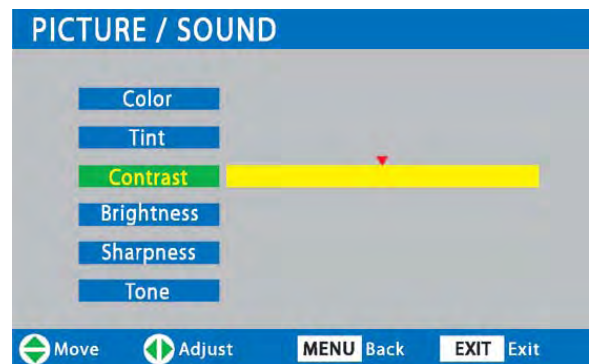 PICTURE / SOUND
Color
Tint
Contrast
Brightness
Sharpness
Tone
Move Adjust MENU Back EXIT Exit